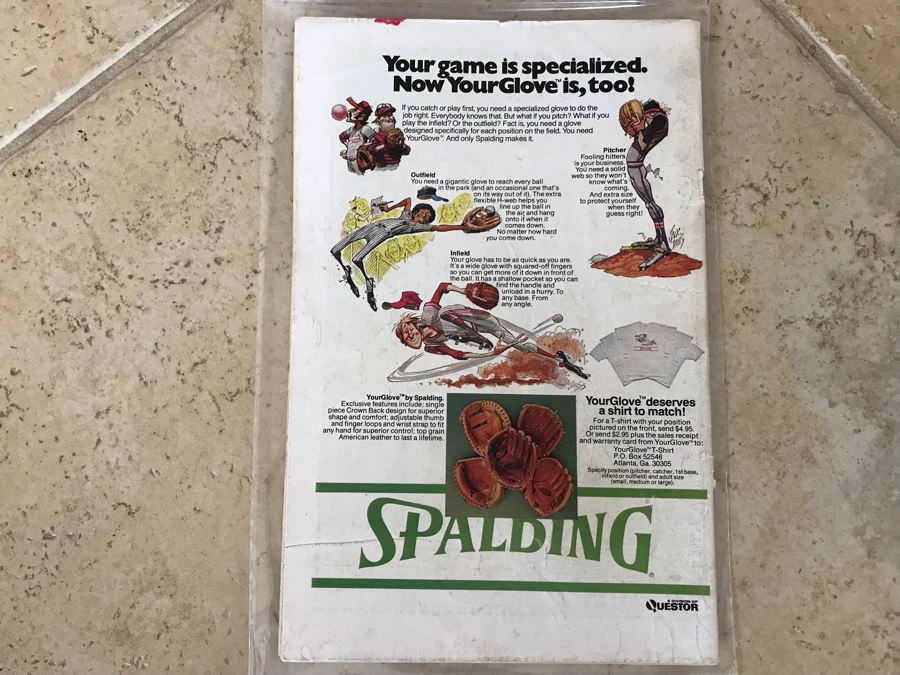 Your game is specialized.
Now YourGlove™ is, too!
If you catch or play first, you need a specialized glove to do the
job right. Everybody knows that. But what if you pitch? What if you
play the infield? Or the outfield? Fact is, you need a glove
designed specifically for each position on the field. You need
YourGlove™. And only Spalding makes it.
Pitcher
Fooling hitters
is your business.
You need a solid
web so they won't
know what's
coming.
And extra size
to protect yourself
when they
guess right!
Outfield
You need a gigantic glove to reach every ball
in the park (and an occasional one that's
on its way out of it). The extra
flexible H-web helps you
line up the ball in
the air and hang
onto it when it
comes down.
No matter how hard
you come down.
Infield
Your glove has to be as quick as you are.
It's a wide glove with squared-off fingers
so you can get more of it down in front of
the ball. It has a shallow pocket so you can
find the handle and
unload in a hurry. To
any base. From
any angle.
YourGlove™ by Spalding.
Exclusive features include: single
piece Crown Back design for superior
shape and comfort; adjustable thumb
and finger loops and wrist strap to fit
any hand for superior control; top grain
American leather to last a lifetime.
YourGlove™ deserves
a shirt to match!
For a T-shirt with your position
pictured on the front, send $4.95.
Or send $2.95 plus the sales receipt
and warranty card from YourGlove™ to:
YourGlove™ T-Shirt
P.O. Box 52546
Atlanta, Ga. 30305
Specify position (pitcher, catcher, 1st base,
infield or outfield) and adult size
(small, medium or large).
SPALDING®
A DIVISION OF
QUESTOR